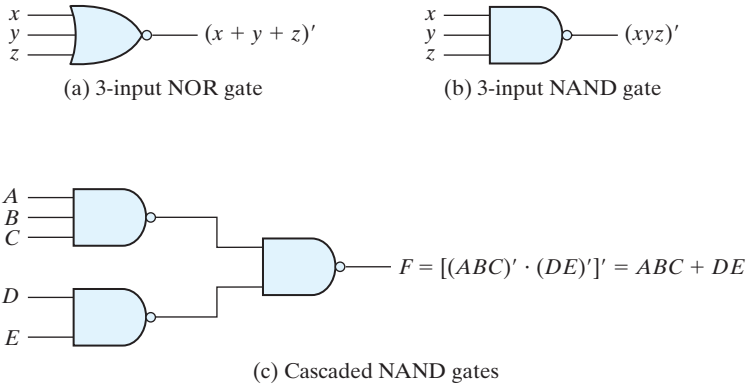 x
y
z
(x + y + z)′
(a) 3-input NOR gate
x
y
z
(xyz)′
(b) 3-input NAND gate
A
B
C
D
E
F = [(ABC)′ · (DE)′]′ = ABC + DE
(c) Cascaded NAND gates